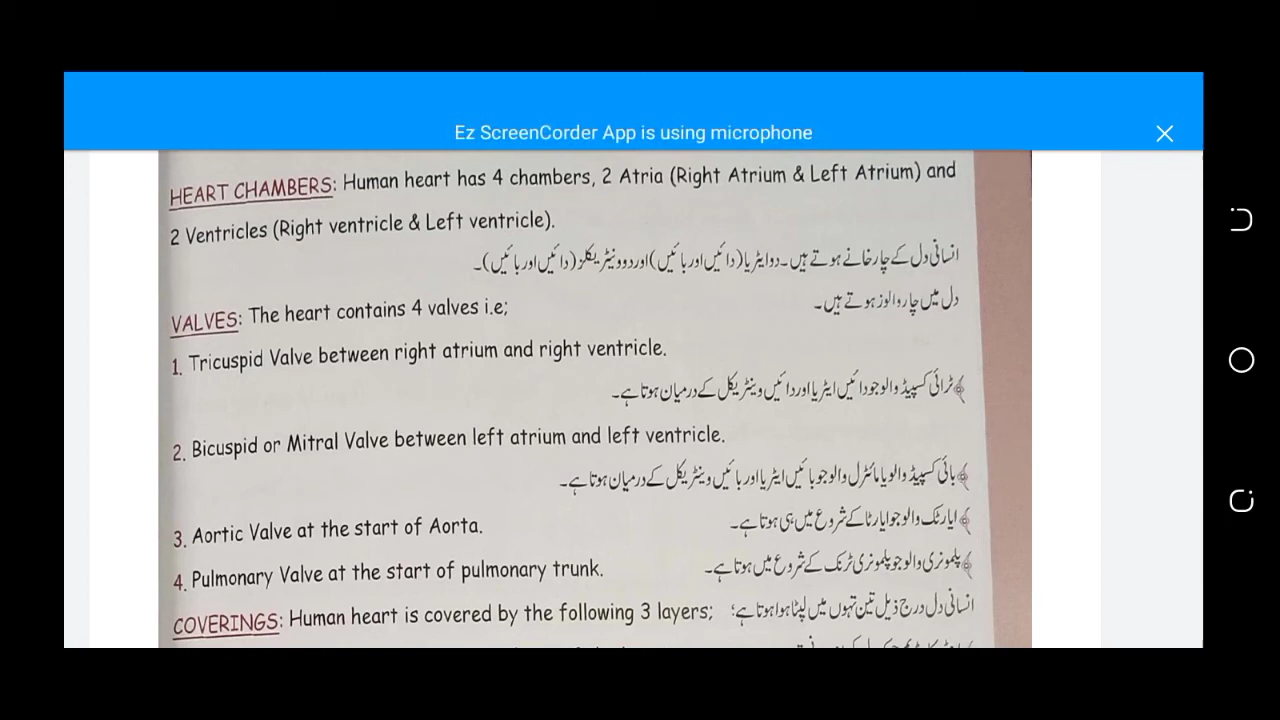 Ez ScreenCorder App is using microphone
HEART CHAMBERS: Human heart has 4 chambers, 2 Atria (Right Atrium & Left Atrium) and
2 Ventricles (Right ventricle & Left ventricle).
انسانی دل کے چار خانے ہوتے ہیں۔ دو ایٹریا (دائیں اور بائیں) اور دو وینٹریکلز (دائیں اور بائیں)۔
VALVES: The heart contains 4 valves i.e; دل میں چار والوز ہوتے ہیں۔
1. Tricuspid Valve between right atrium and right ventricle.
ٹرائی کسپیڈ والو جو دائیں ایٹریا اور دائیں وینٹریکل کے درمیان ہوتا ہے۔
2. Bicuspid or Mitral Valve between left atrium and left ventricle.
بائی کسپیڈ والو یا مائٹرل والو جو بائیں ایٹریا اور بائیں وینٹریکل کے درمیان ہوتا ہے۔
3. Aortic Valve at the start of Aorta. ایارٹک والو جو ایارٹا کے شروع میں ہی ہوتا ہے۔
4. Pulmonary Valve at the start of pulmonary trunk. پلمونری والو جو پلمونری ٹرنک کے شروع میں ہوتا ہے۔
COVERINGS: Human heart is covered by the following 3 layers; انسانی دل درج ذیل تین تہوں میں لپٹا ہوا ہوتا ہے؛